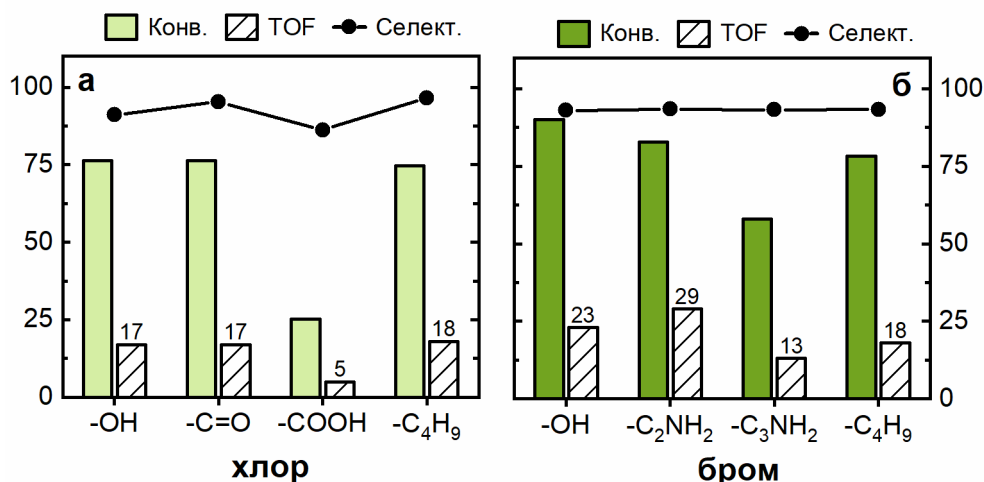 Конв. TOF Селект.
а
100
75
50
25
0
17 17 5 18
-OH -C=O -COOH -C₄H₉
хлор
Конв. TOF Селект.
б
100
75
50
25
0
23 29 13 18
-OH -C₂NH₂ -C₃NH₂ -C₄H₉
бром